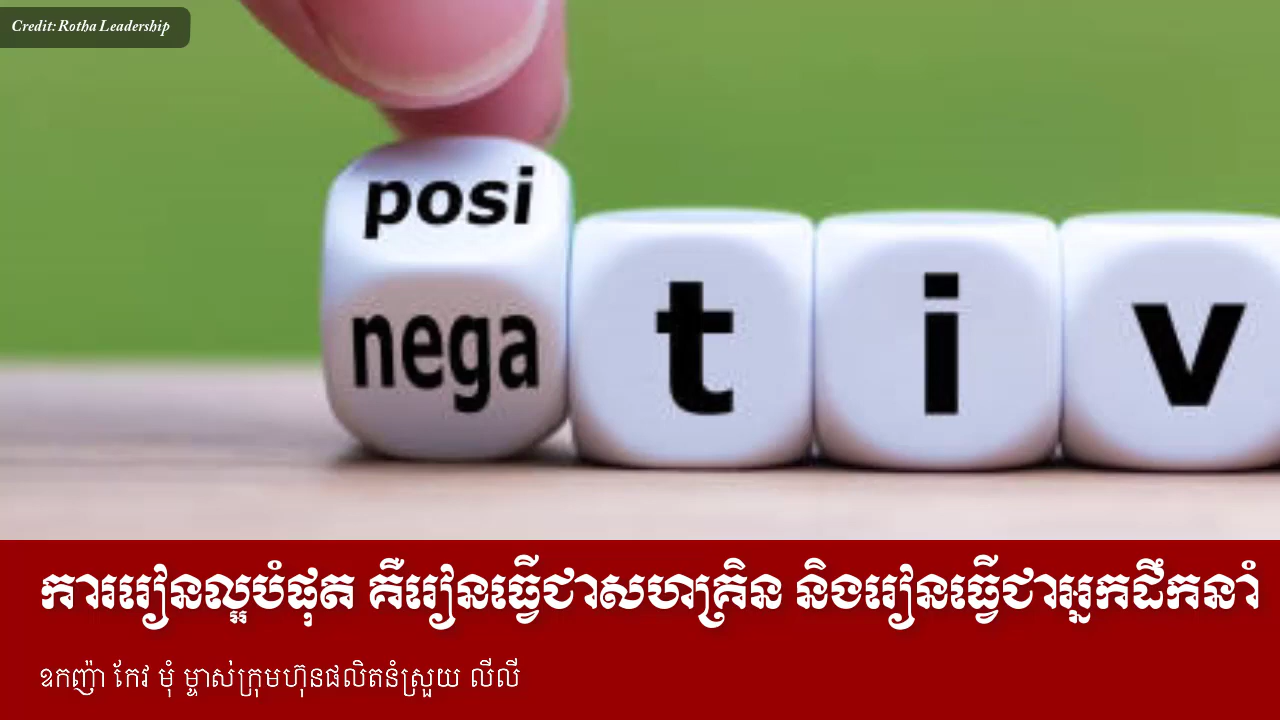 Credit: Rotha Leadership
posi
nega t i v
ការរៀនល្អបំផុត គឺរៀនធ្វើជាសហគ្រិន និងរៀនធ្វើជាអ្នកដឹកនាំ
ឧកញ៉ា កែវ មុំ ម្ចាស់ក្រុមហ៊ុនផលិតនំស្រួយ លីលី